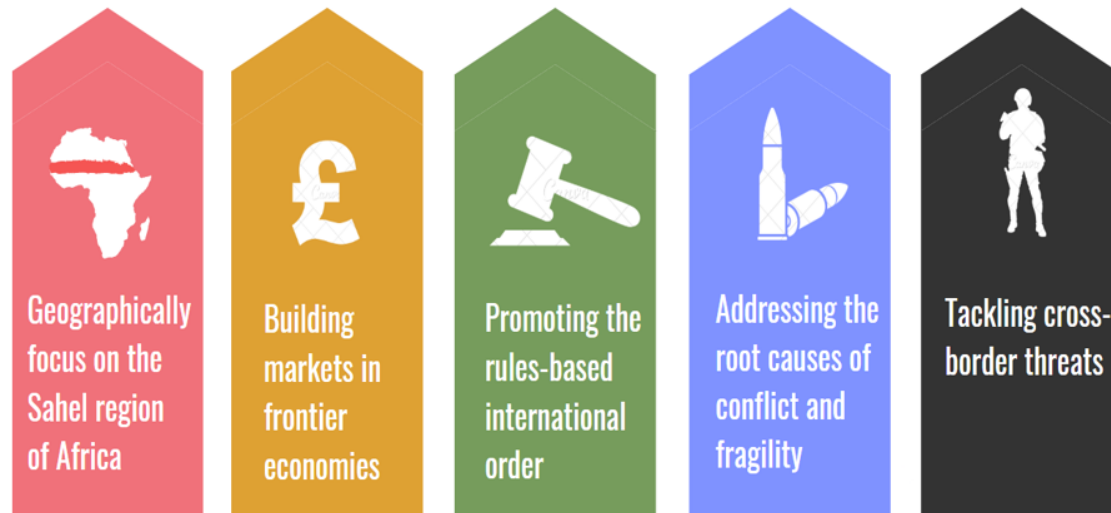 Geographically
focus on the
Sahel region
of Africa
£
Building
markets in
frontier
economies
Promoting the
rules-based
international
order
Addressing the
root causes of
conflict and
fragility
Tackling cross-
border threats